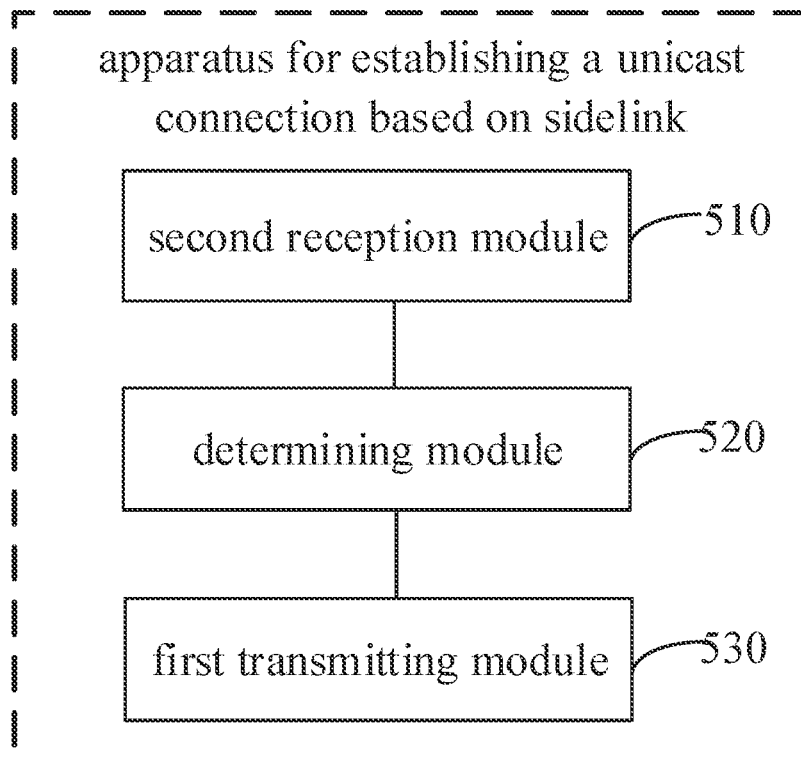 apparatus for establishing a unicast
connection based on sidelink
second reception module
510
determining module
520
first transmitting module
530